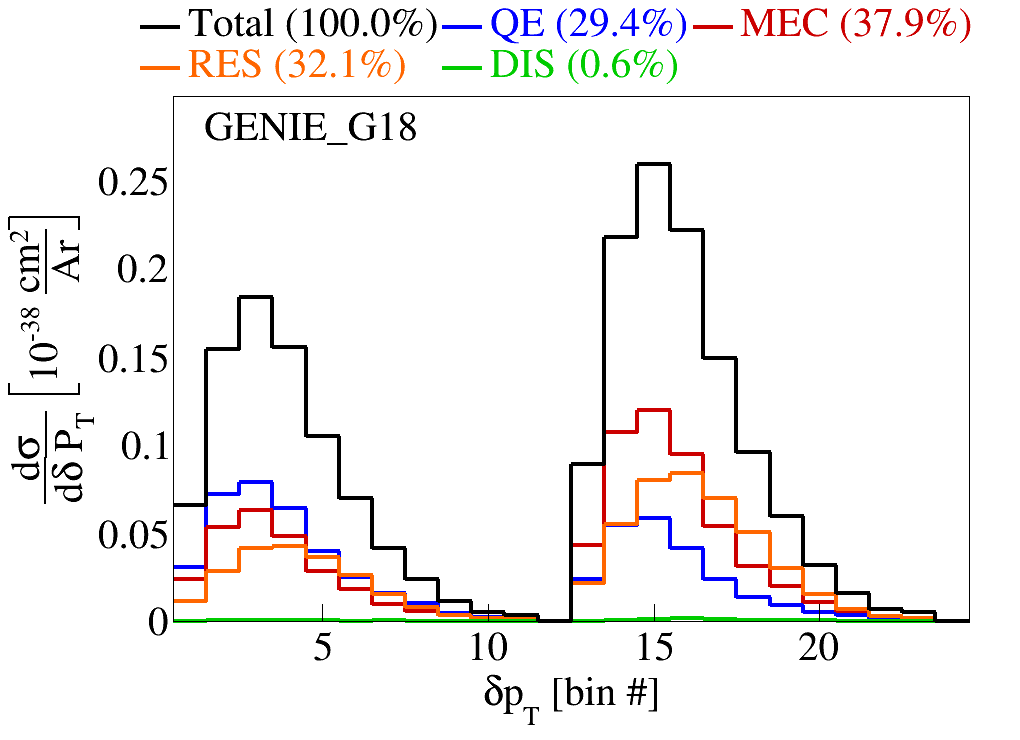 Total (100.0%) QE (29.4%) MEC (37.9%)
RES (32.1%) DIS (0.6%)
GENIE_G18
0.25
0.2
0.15
0.1
0.05
0
dσ/dδ P_T [10^-38 cm^2/Ar]
5 10 15 20
δp_T [bin #]